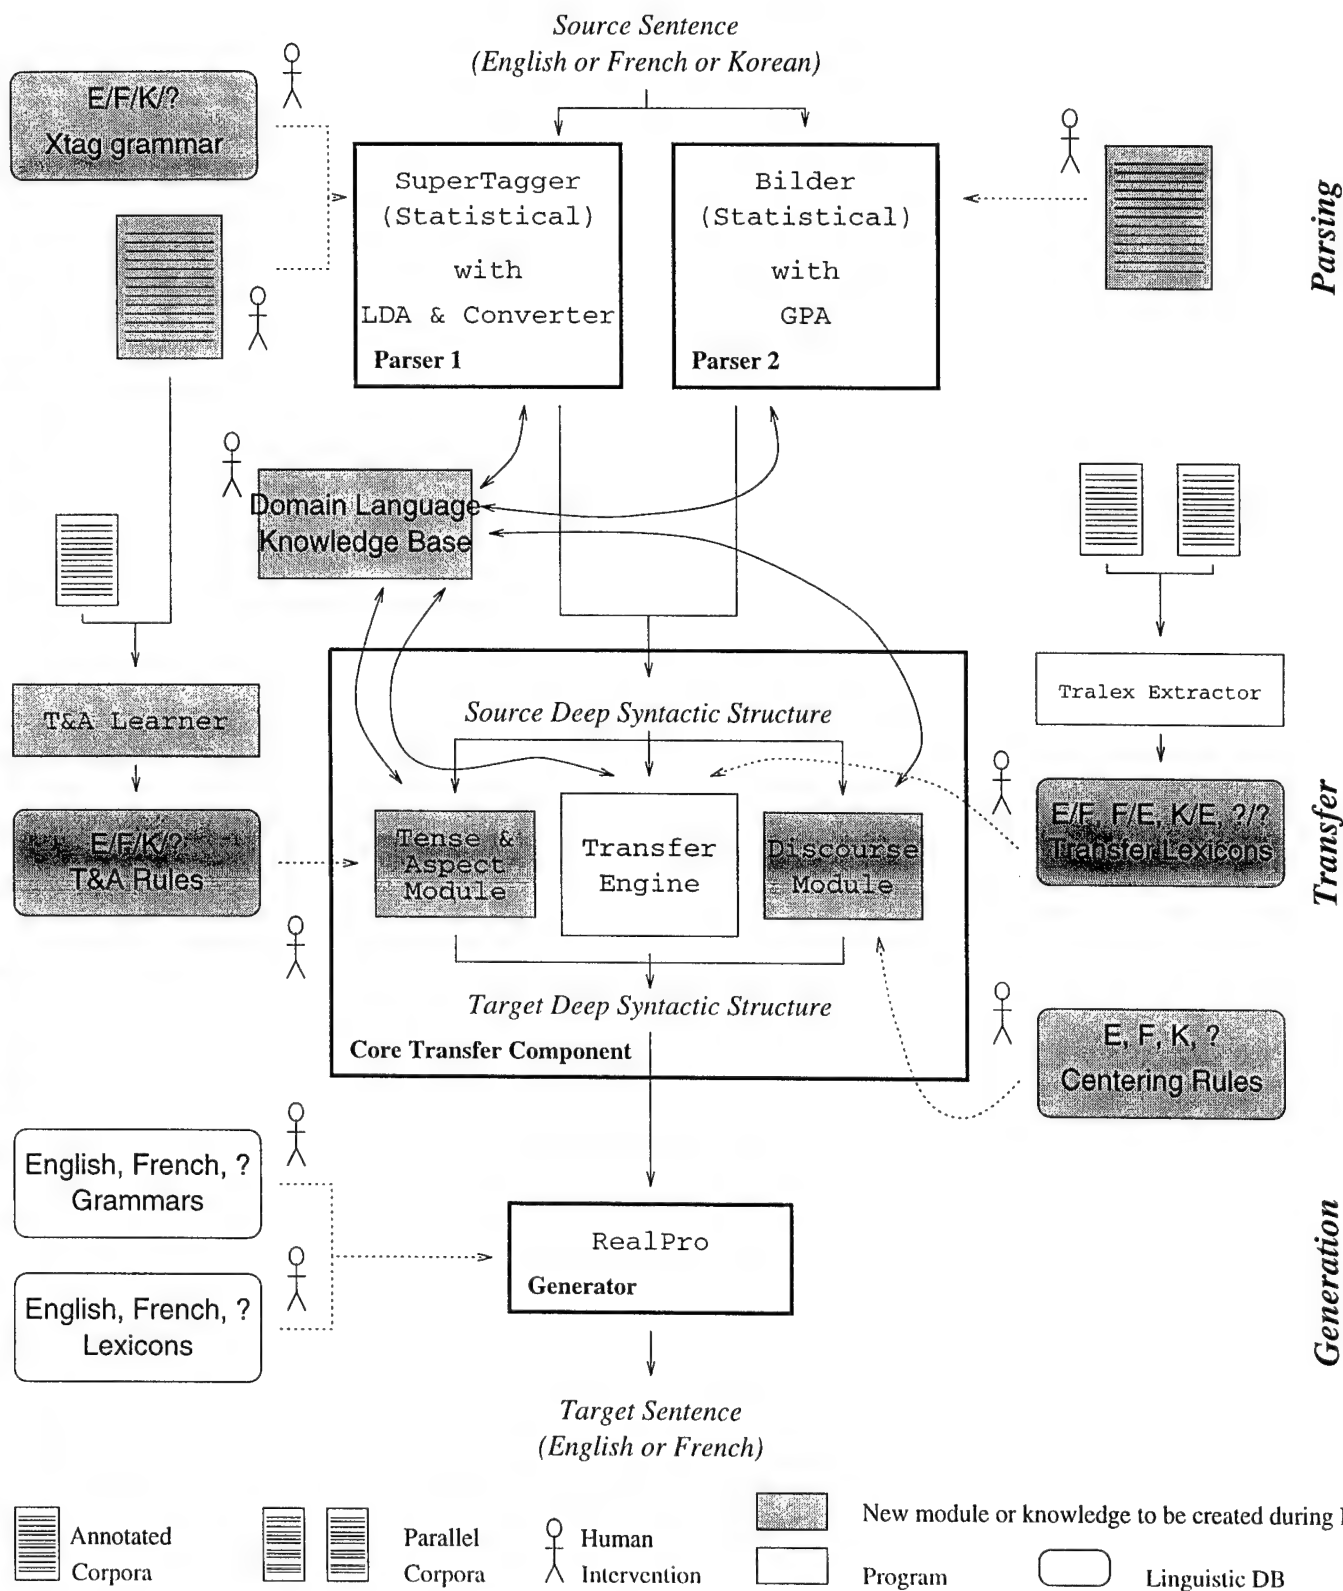 Source Sentence
(English or French or Korean)
E/F/K/?
Xtag grammar
SuperTagger
(Statistical)
with
LDA & Converter
Parser 1
Bilder
(Statistical)
with
GPA
Parser 2
Parsing
Domain Language
Knowledge Base
T&A Learner
E/F/K/?
T&A Rules
Source Deep Syntactic Structure
Tense &
Aspect
Module
Transfer
Engine
Discourse
Module
Target Deep Syntactic Structure
Core Transfer Component
Tralex Extractor
E/F, F/E, K/E, ?/?
Transfer Lexicons
Transfer
E, F, K, ?
Centering Rules
English, French, ?
Grammars
English, French, ?
Lexicons
RealPro
Generator
Generation
Target Sentence
(English or French)
Annotated
Corpora
Parallel
Corpora
Human
Intervention
New module or knowledge to be created during
Program
Linguistic DB